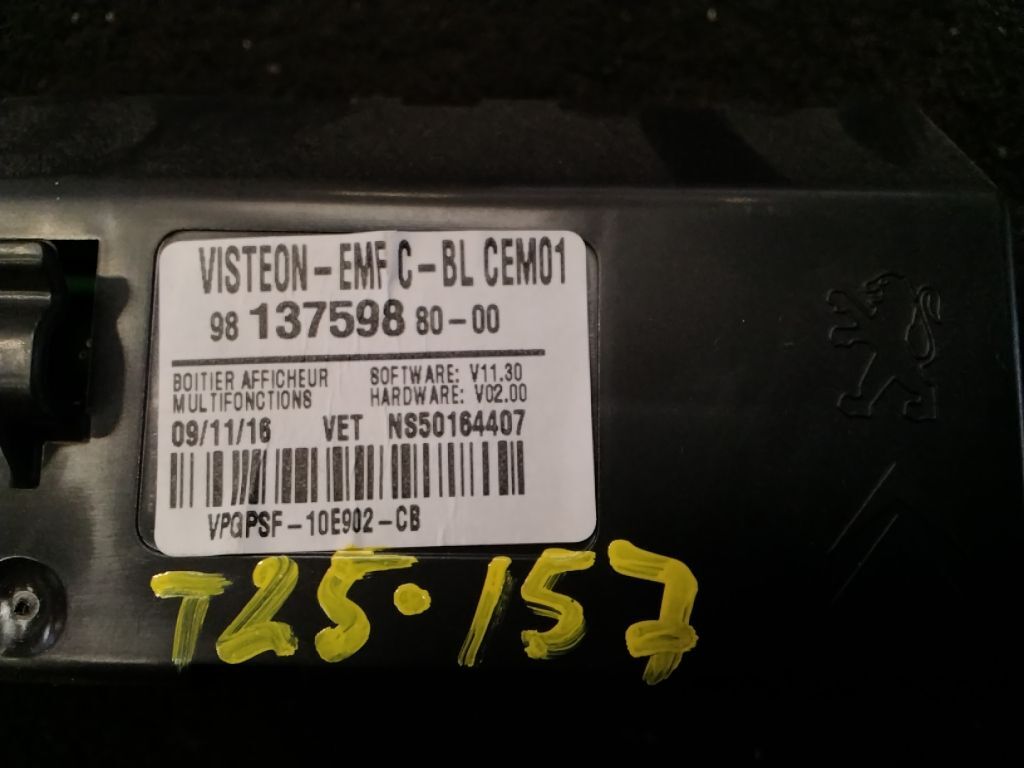 VISTEON-EMF C-BL CEM01
98 137598 80-00
BOITIER AFFICHEUR SOFTWARE: V11.30
MULTIFONCTIONS HARDWARE: V02.00
09/11/16 VET NS50164407
VPGPSF-10E902-CB
T25·157